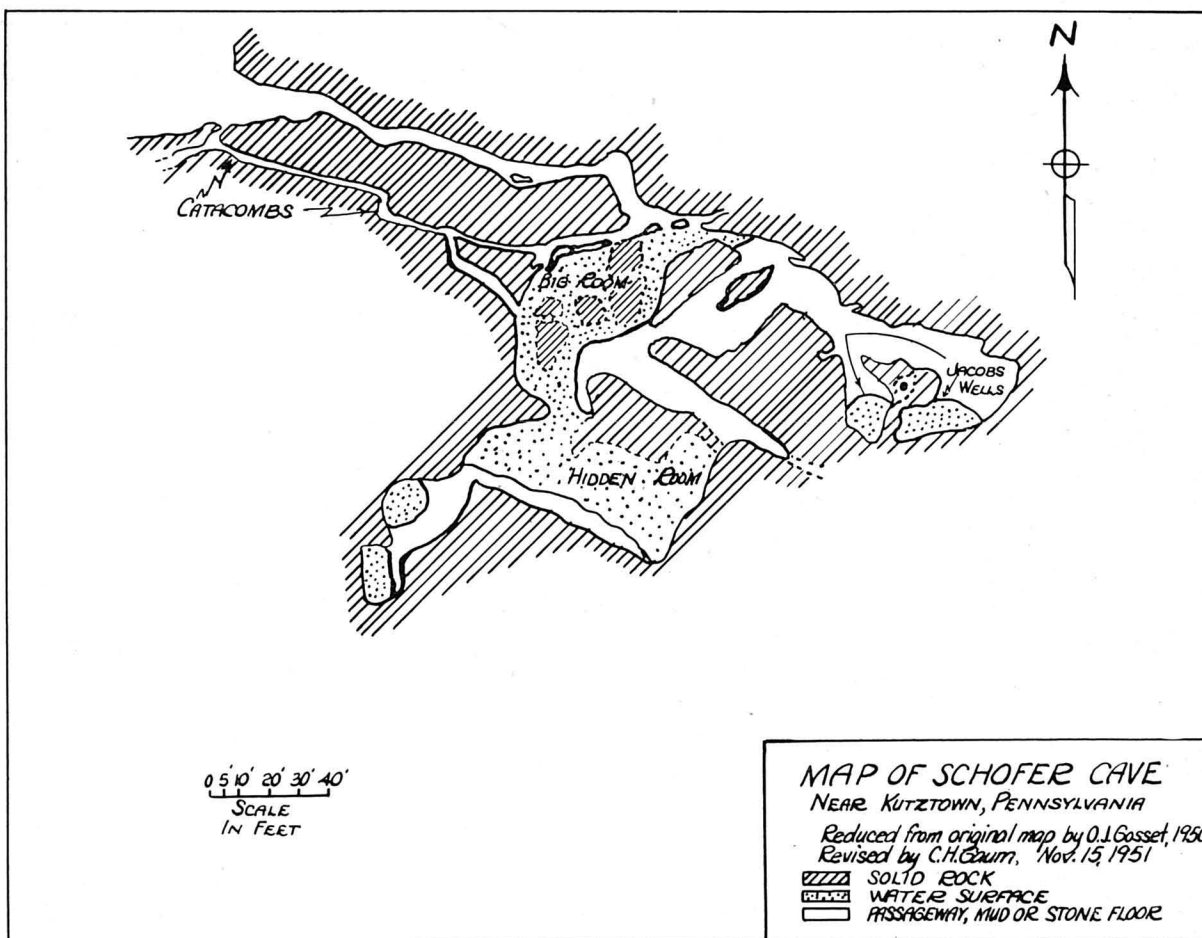 N
CATACOMBS
BIG ROOM
JACOBS
WELLS
HIDDEN ROOM
0 5' 10' 20' 30' 40'
SCALE
IN FEET
MAP OF SCHOFER CAVE
NEAR KUTZTOWN, PENNSYLVANIA
Reduced from original map by O.J. Gosset, 1950
Revised by C.H. Gaum, Nov. 15, 1951
SOLID ROCK
WATER SURFACE
PASSAGEWAY, MUD OR STONE FLOOR